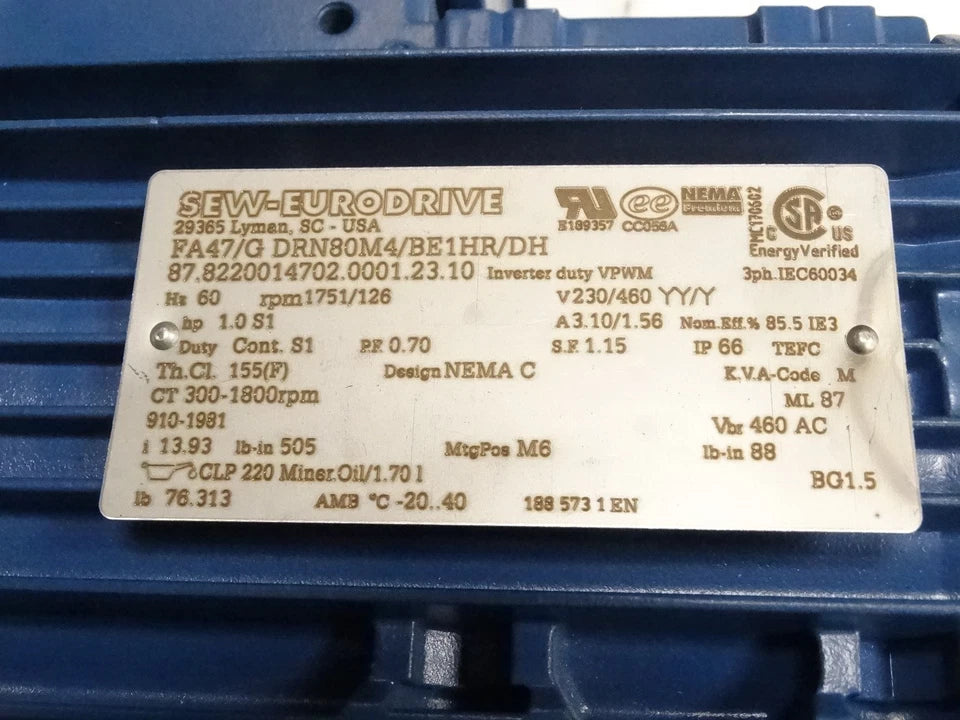 SEW-EURODRIVE
29365 Lyman, SC - USA
E189357 CC056A
NEMA Premium
PMC1706G2
US
Energy Verified
FA47/G DRN80M4/BE1HR/DH
87.8220014702.0001.23.10 Inverter duty VPWM 3ph.IEC60034
Hz 60 rpm 1751/126 V 230/460 YY/Y
hp 1.0 S1 A 3.10/1.56 Nom.Eff.% 85.5 IE3
Duty Cont. S1 P.F. 0.70 S.F. 1.15 IP 66 TEFC
Th.Cl. 155(F) Design NEMA C K.V.A-Code M
CT 300-1800rpm ML 87
910-1981 Vbr 460 AC
i 13.93 lb-in 505 MtgPos M6 lb-in 88
CLP 220 Miner.Oil/1.70 l BG1.5
lb 76.313 AMB °C -20..40 188 573 1 EN